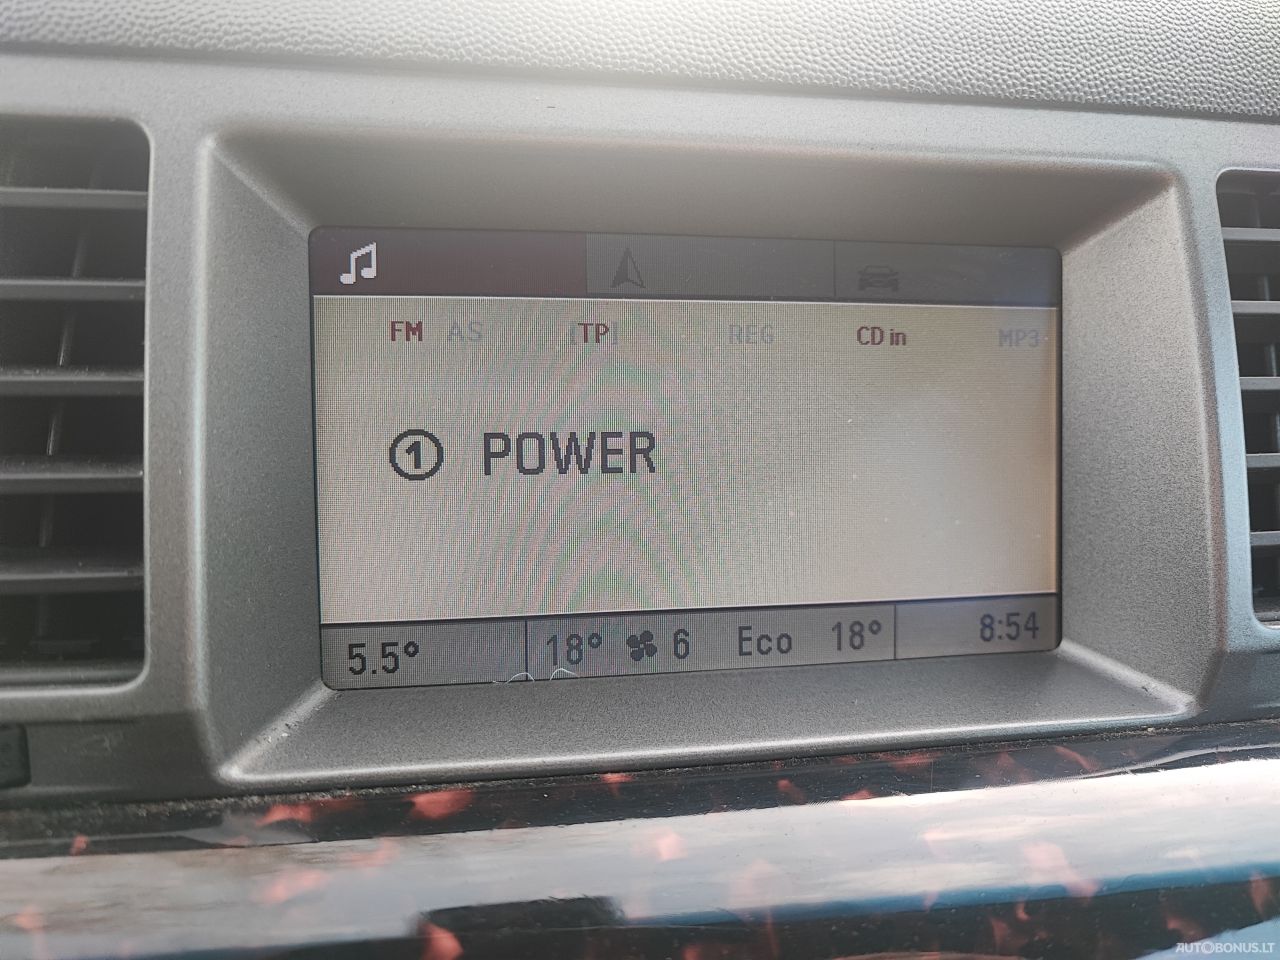 FM AS [TP] REG CD in MP3
1 POWER
5.5° 18° 6 Eco 18° 8:54
AUTOBONUS.LT